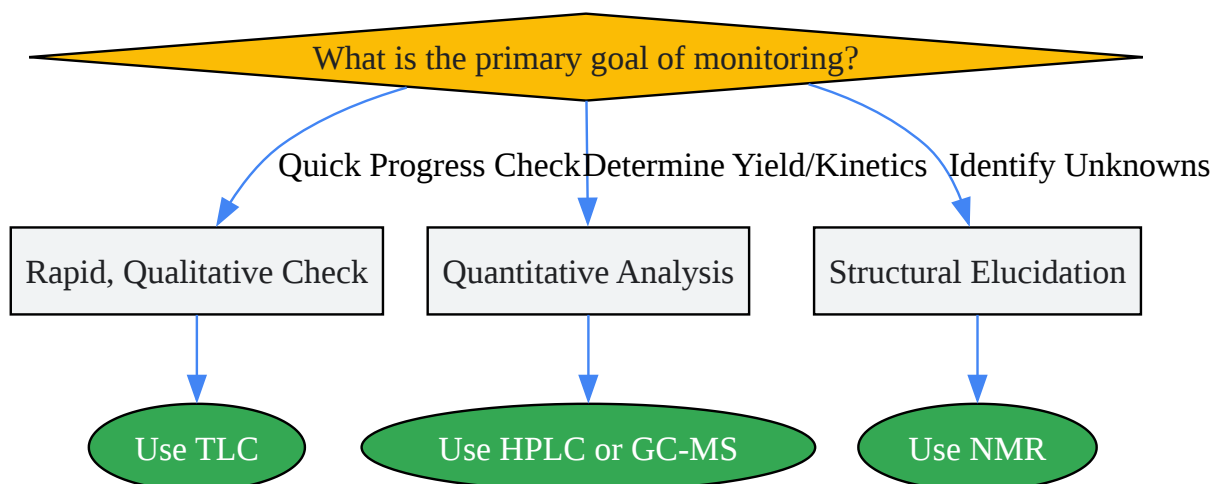 What is the primary goal of monitoring?
Quick Progress Check
Determine Yield/Kinetics
Identify Unknowns
Rapid, Qualitative Check
Quantitative Analysis
Structural Elucidation
Use TLC
Use HPLC or GC-MS
Use NMR